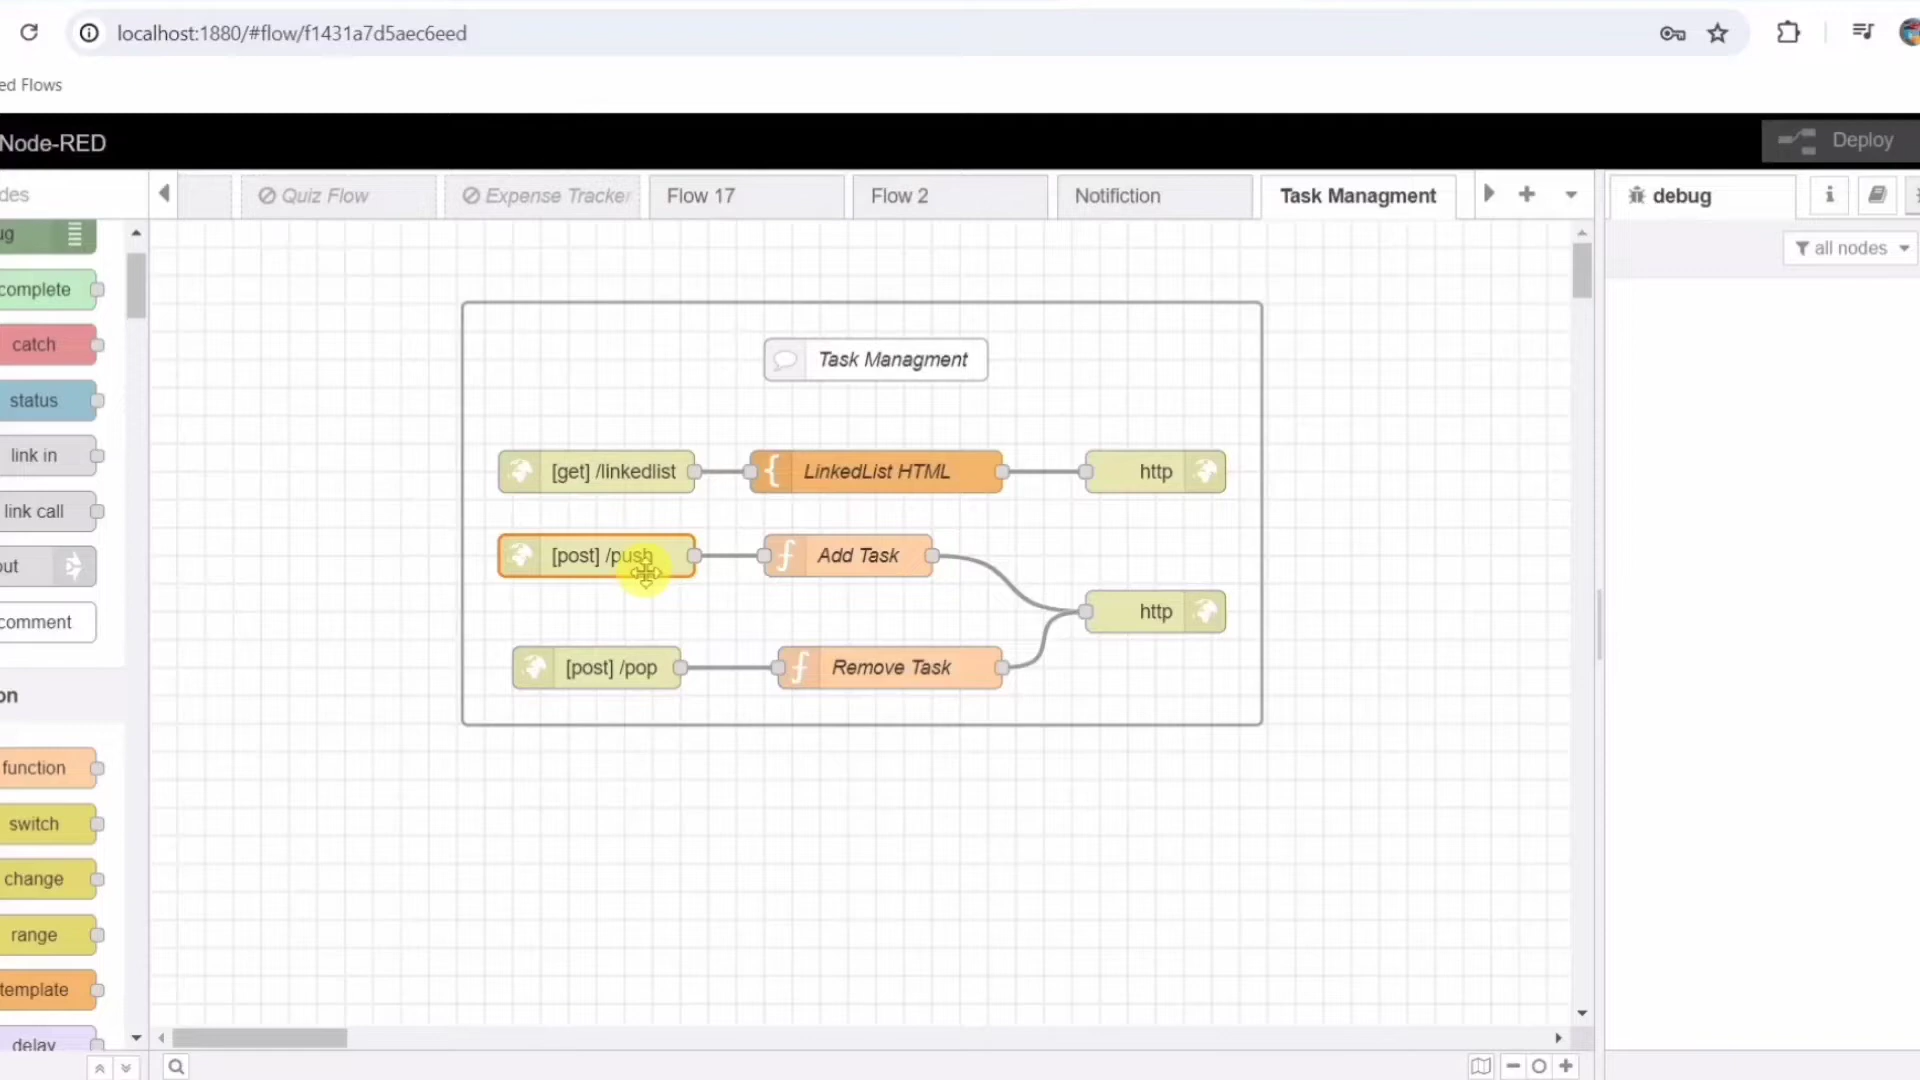 localhost:1880/#flow/f1431a7d5aec6eed
ed Flows
Node-RED
Deploy
des
Quiz Flow
Expense Tracker
Flow 17
Flow 2
Notifiction
Task Managment
debug
all nodes
ug
complete
catch
status
link in
link call
out
comment
on
function
switch
change
range
template
delay
Task Managment
[get] /linkedlist
LinkedList HTML
http
[post] /push
Add Task
http
[post] /pop
Remove Task